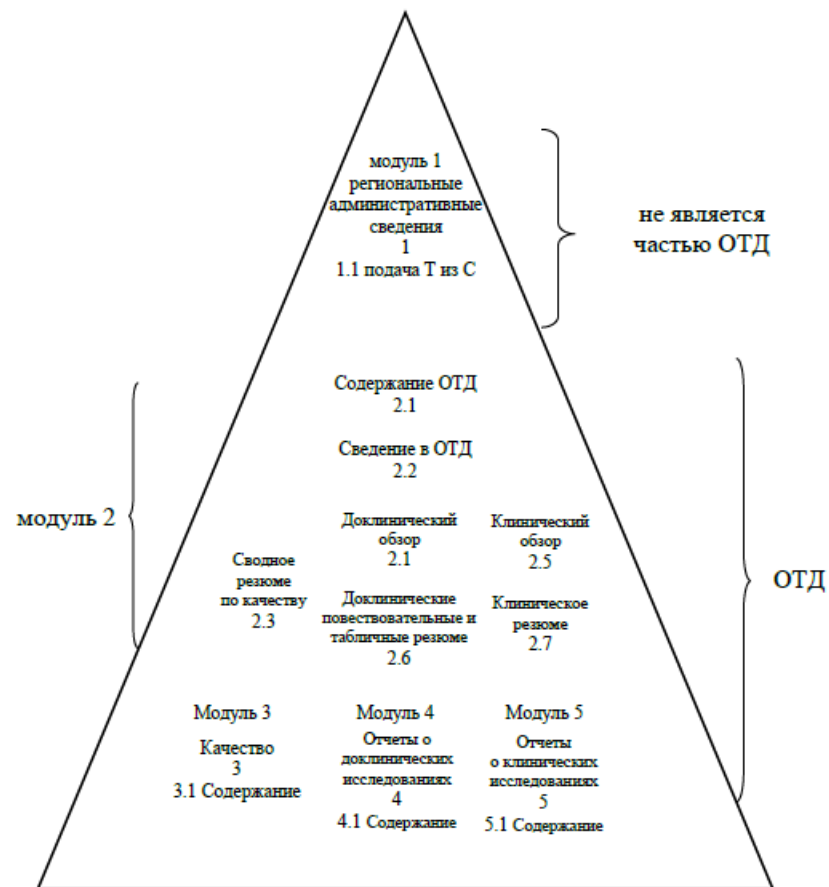 модуль 1
региональные
административные
сведения
1
1.1 подача Т из С
не является
частью ОТД
Содержание ОТД
2.1
Сведение в ОТД
2.2
модуль 2
Сводное
резюме
по качеству
2.3
Доклинический
обзор
2.1
Клинический
обзор
2.5
Доклинические
повествовательные и
табличные резюме
2.6
Клиническое
резюме
2.7
ОТД
Модуль 3
Качество
3
3.1 Содержание
Модуль 4
Отчеты о
доклинических
исследованиях
4
4.1 Содержание
Модуль 5
Отчеты
о клинических
исследованиях
5
5.1 Содержание